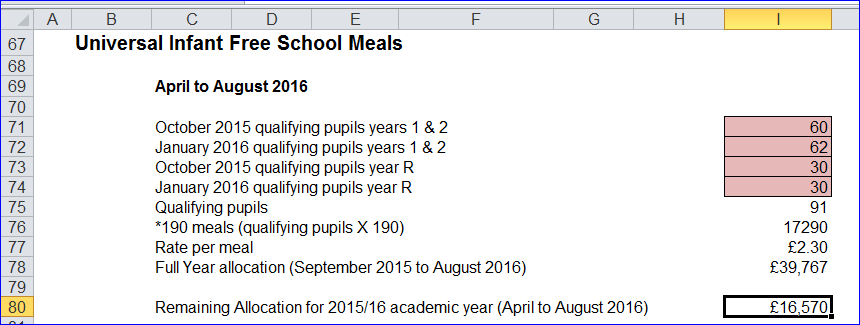 A B C D E F G H I
67 Universal Infant Free School Meals
68
69 April to August 2016
70
71 October 2015 qualifying pupils years 1 & 2 60
72 January 2016 qualifying pupils years 1 & 2 62
73 October 2015 qualifying pupils year R 30
74 January 2016 qualifying pupils year R 30
75 Qualifying pupils 91
76 *190 meals (qualifying pupils X 190) 17290
77 Rate per meal £2.30
78 Full Year allocation (September 2015 to August 2016) £39,767
79
80 Remaining Allocation for 2015/16 academic year (April to August 2016) £16,570